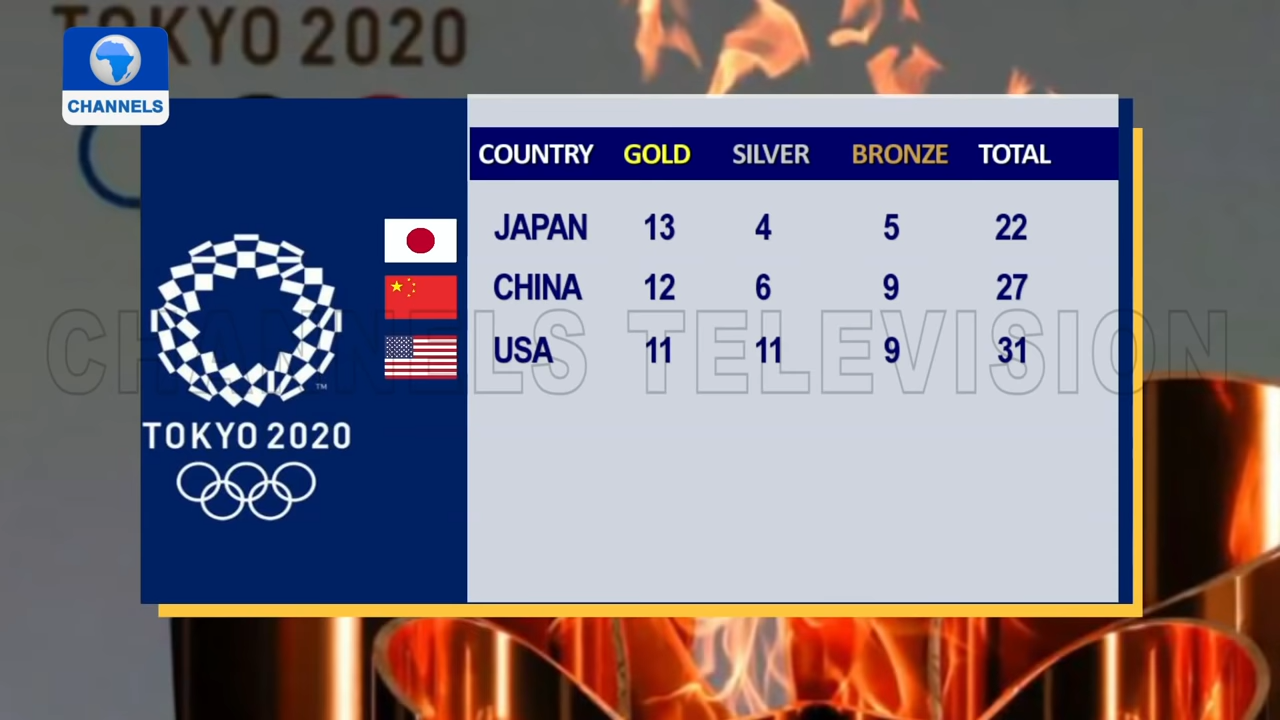 TOKYO 2020
CHANNELS
COUNTRY GOLD SILVER BRONZE TOTAL
JAPAN 13 4 5 22
CHINA 12 6 9 27
USA 11 11 9 31
CHANNELS TELEVISION
TM
TOKYO 2020